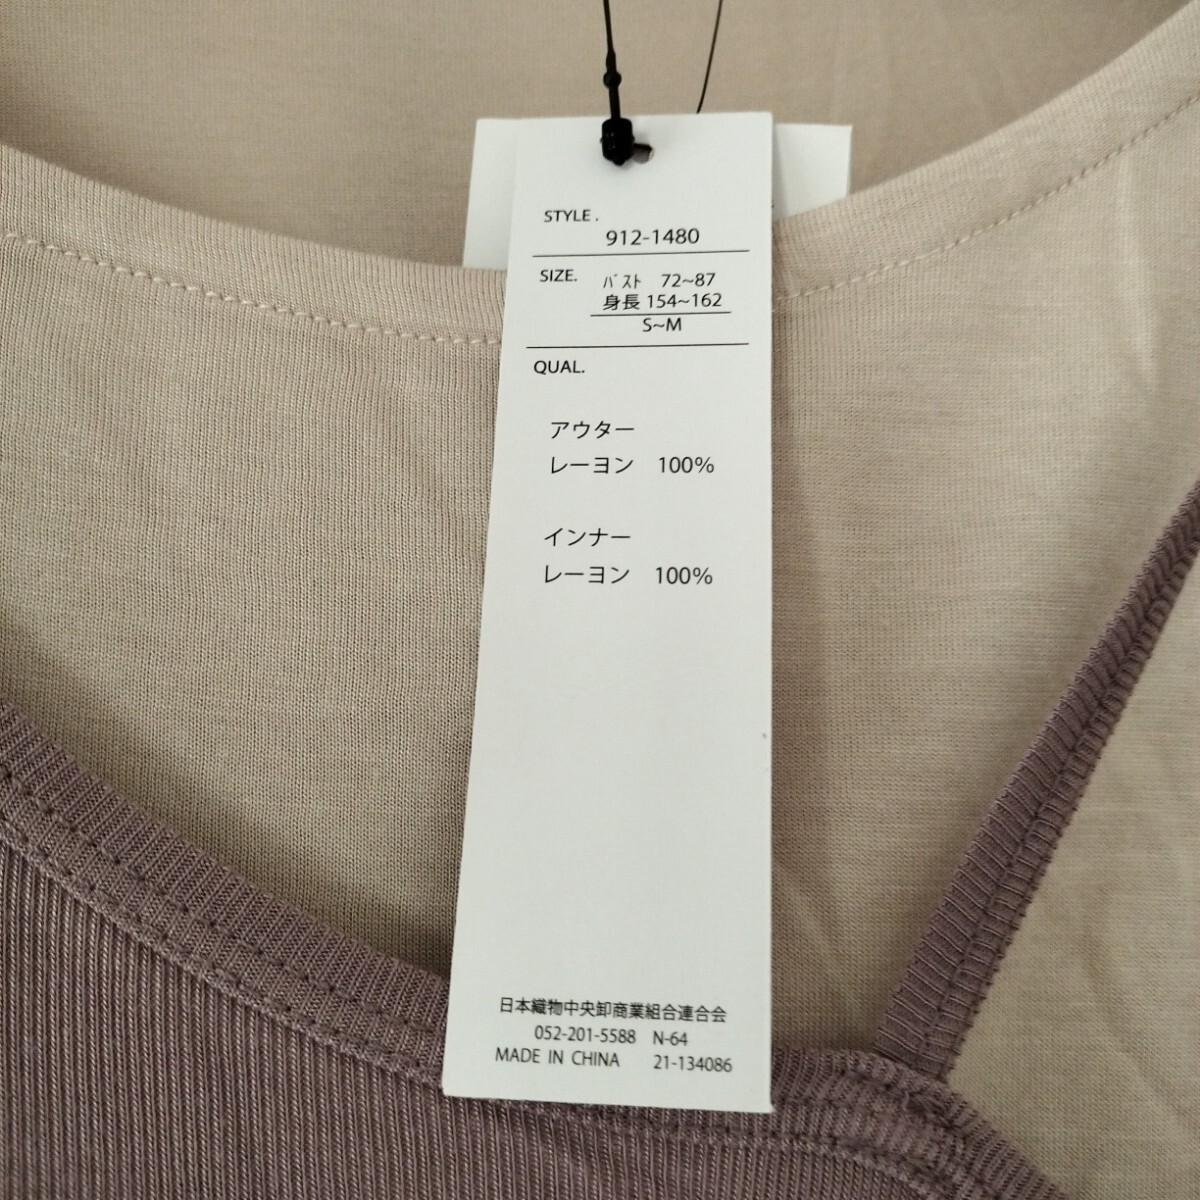 STYLE .
912-1480
SIZE. ﾊﾞｽﾄ 72~87
身長 154~162
S~M
QUAL.
アウター
レーヨン 100%
インナー
レーヨン 100%
日本織物中央卸商業組合連合会
052-201-5588 N-64
MADE IN CHINA 21-134086